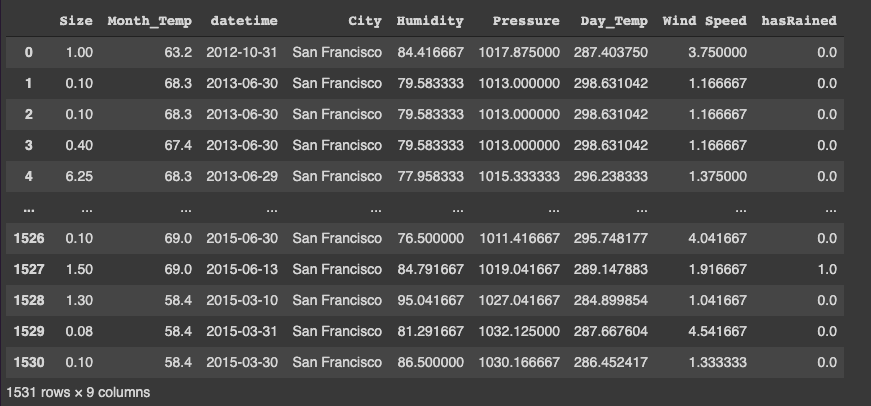 Size Month_Temp datetime City Humidity Pressure Day_Temp Wind Speed hasRained
0 1.00 63.2 2012-10-31 San Francisco 84.416667 1017.875000 287.403750 3.750000 0.0
1 0.10 68.3 2013-06-30 San Francisco 79.583333 1013.000000 298.631042 1.166667 0.0
2 0.10 68.3 2013-06-30 San Francisco 79.583333 1013.000000 298.631042 1.166667 0.0
3 0.40 67.4 2013-06-30 San Francisco 79.583333 1013.000000 298.631042 1.166667 0.0
4 6.25 68.3 2013-06-29 San Francisco 77.958333 1015.333333 296.238333 1.375000 0.0
... ... ... ... ... ... ... ... ... ...
1526 0.10 69.0 2015-06-30 San Francisco 76.500000 1011.416667 295.748177 4.041667 0.0
1527 1.50 69.0 2015-06-13 San Francisco 84.791667 1019.041667 289.147883 1.916667 1.0
1528 1.30 58.4 2015-03-10 San Francisco 95.041667 1027.041667 284.899854 1.041667 0.0
1529 0.08 58.4 2015-03-31 San Francisco 81.291667 1032.125000 287.667604 4.541667 0.0
1530 0.10 58.4 2015-03-30 San Francisco 86.500000 1030.166667 286.452417 1.333333 0.0
1531 rows × 9 columns